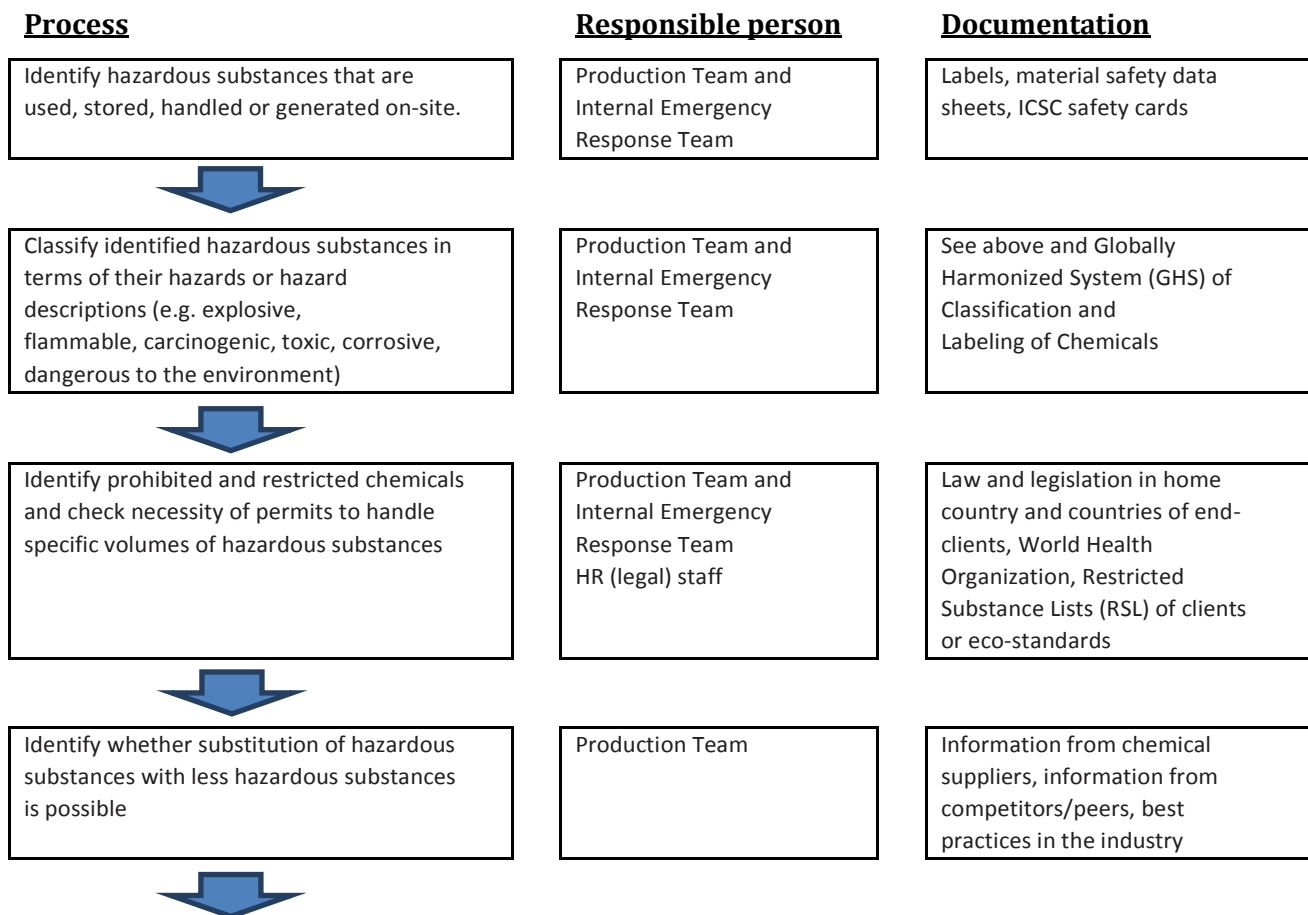 Process
Responsible person
Documentation
Identify hazardous substances that are
used, stored, handled or generated on-site.
Production Team and
Internal Emergency
Response Team
Labels, material safety data
sheets, ICSC safety cards
Classify identified hazardous substances in
terms of their hazards or hazard
descriptions (e.g. explosive,
flammable, carcinogenic, toxic, corrosive,
dangerous to the environment)
Production Team and
Internal Emergency
Response Team
See above and Globally
Harmonized System (GHS) of
Classification and
Labeling of Chemicals
Identify prohibited and restricted chemicals
and check necessity of permits to handle
specific volumes of hazardous substances
Production Team and
Internal Emergency
Response Team
HR (legal) staff
Law and legislation in home
country and countries of end-
clients, World Health
Organization, Restricted
Substance Lists (RSL) of clients
or eco-standards
Identify whether substitution of hazardous
substances with less hazardous substances
is possible
Production Team
Information from chemical
suppliers, information from
competitors/peers, best
practices in the industry